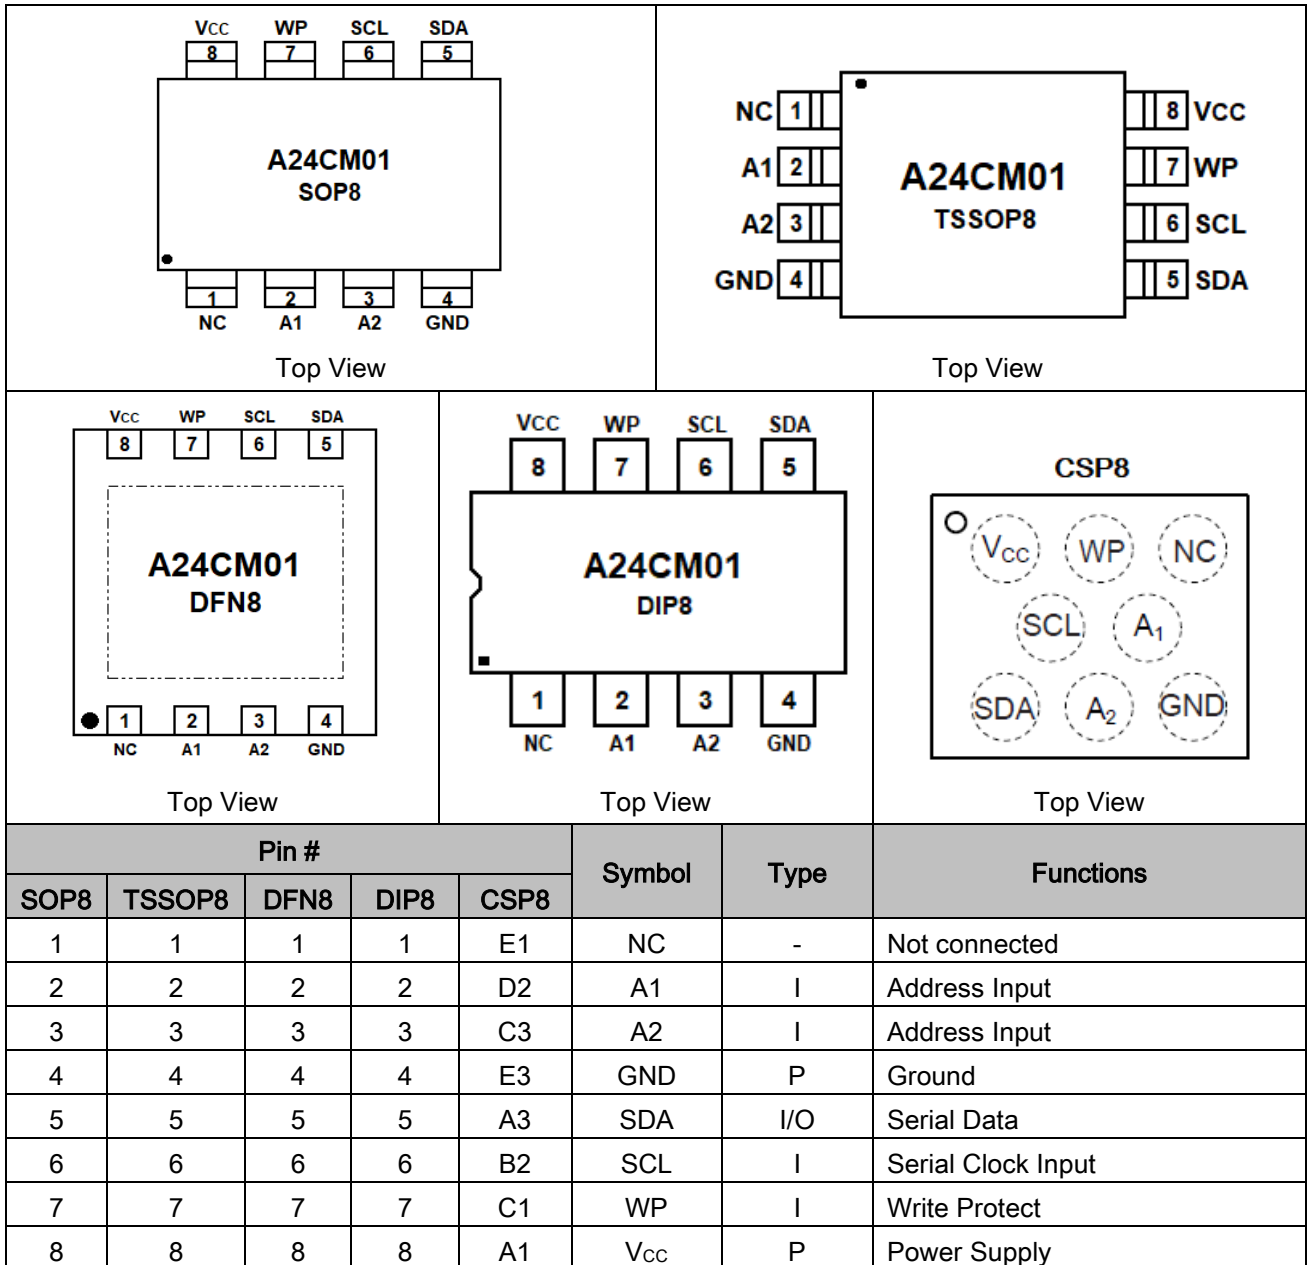 VCC WP SCL SDA
8 7 6 5
A24CM01
SOP8
1 2 3 4
NC A1 A2 GND
Top View
NC 1 8 VCC
A1 2 7 WP
A24CM01
A2 3 6 SCL
TSSOP8
GND 4 5 SDA
Top View
VCC WP SCL SDA
8 7 6 5
A24CM01
DFN8
1 2 3 4
NC A1 A2 GND
Top View
VCC WP SCL SDA
8 7 6 5
A24CM01
DIP8
1 2 3 4
NC A1 A2 GND
Top View
CSP8
VCC WP NC
SCL A1
SDA A2 GND
Top View
Pin # Symbol Type Functions
SOP8 TSSOP8 DFN8 DIP8 CSP8
1 1 1 1 E1 NC - Not connected
2 2 2 2 D2 A1 I Address Input
3 3 3 3 C3 A2 I Address Input
4 4 4 4 E3 GND P Ground
5 5 5 5 A3 SDA I/O Serial Data
6 6 6 6 B2 SCL I Serial Clock Input
7 7 7 7 C1 WP I Write Protect
8 8 8 8 A1 VCC P Power Supply